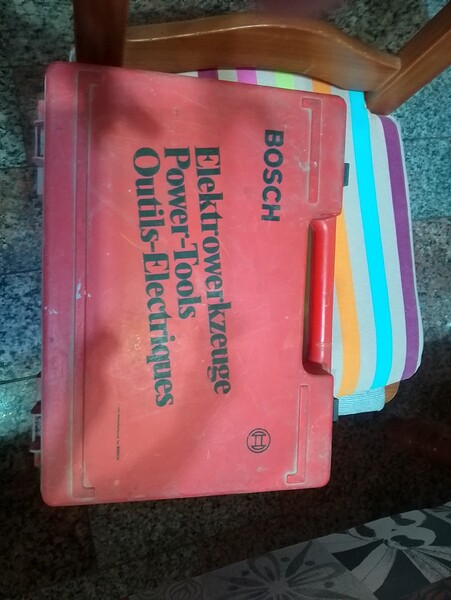 BOSCH
Elektrowerkzeuge
Power-Tools
Outils-Electriques